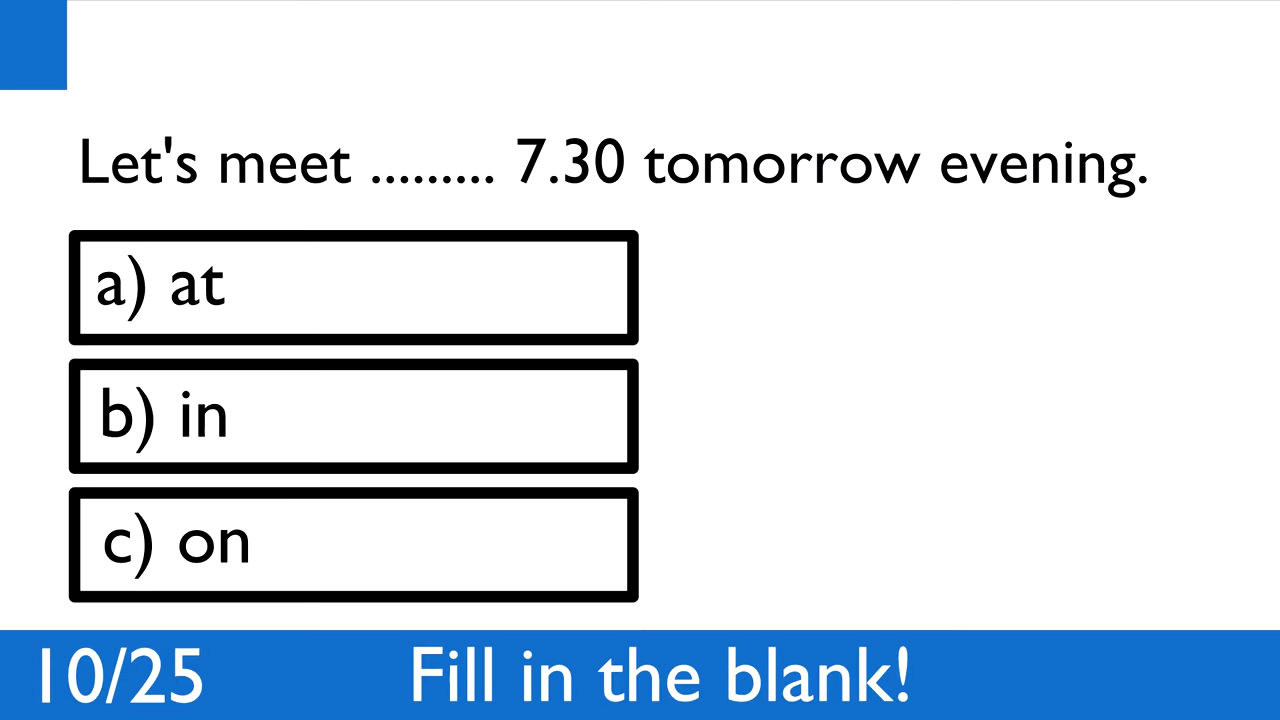 Let's meet ......... 7.30 tomorrow evening.
a) at
b) in
c) on
10/25 Fill in the blank!